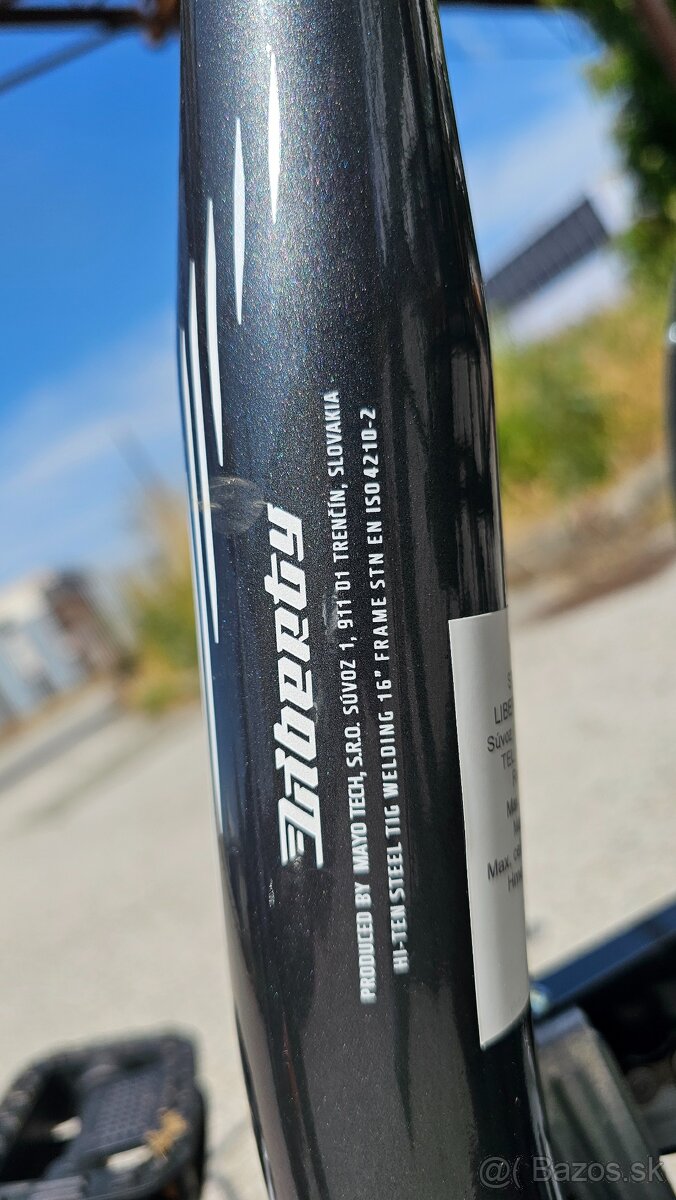 Liberty
PRODUCED BY MAYO TECH, S.R.O. SÚVOZ 1, 911 01 TRENČÍN, SLOVAKIA
HI-TEN STEEL TIG WELDING 16" FRAME STN EN ISO 4210-2
Súvoz
Max.
@( Bazos.sk